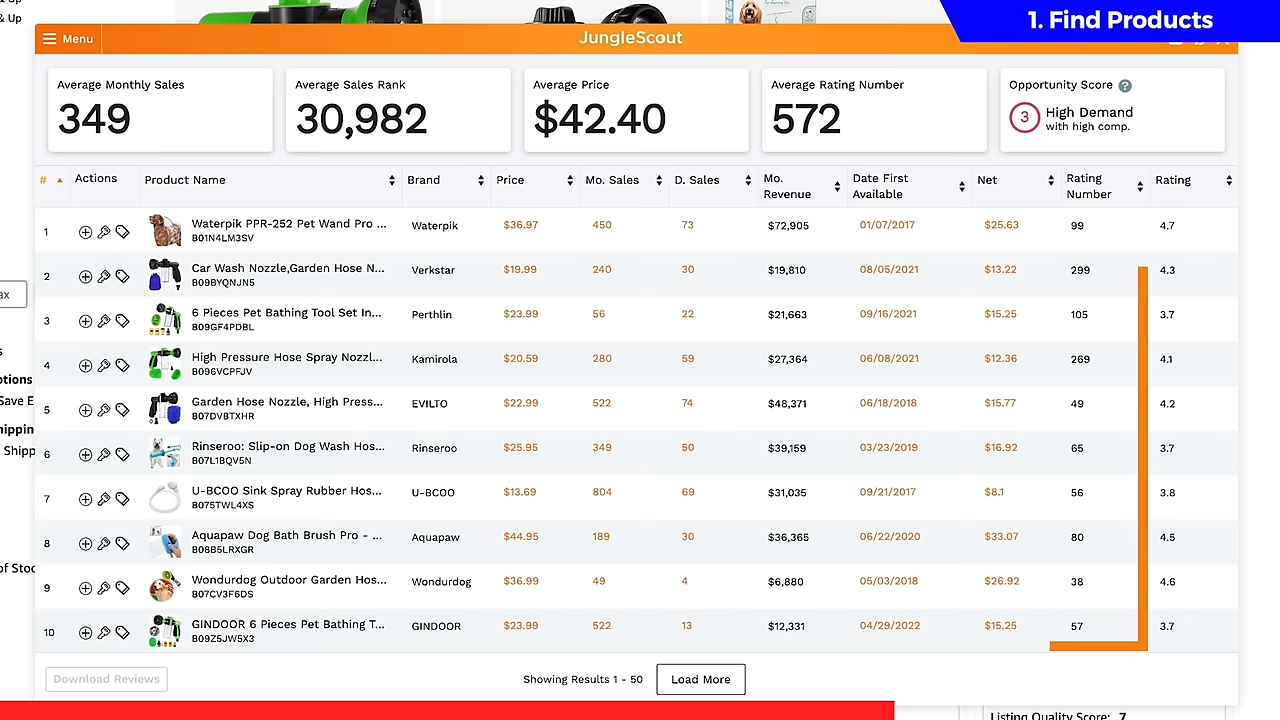 & Up
& Up
1. Find Products
Menu
JungleScout
Average Monthly Sales
349
Average Sales Rank
30,982
Average Price
$42.40
Average Rating Number
572
Opportunity Score ?
3 High Demand
with high comp.
# Actions Product Name Brand Price Mo. Sales D. Sales Mo. Revenue Date First Available Net Rating Number Rating
1 Waterpik PPR-252 Pet Wand Pro ... Waterpik $36.97 450 73 $72,905 01/07/2017 $25.63 99 4.7
B01N4LM3SV
2 Car Wash Nozzle,Garden Hose N... Verkstar $19.99 240 30 $19,810 08/05/2021 $13.22 299 4.3
B09BYQNJN5
3 6 Pieces Pet Bathing Tool Set In... Perthlin $23.99 56 22 $21,663 09/16/2021 $15.25 105 3.7
B09GF4PDBL
4 High Pressure Hose Spray Nozzl... Kamirola $20.59 280 59 $27,364 06/08/2021 $12.36 269 4.1
B096VCPFJV
5 Garden Hose Nozzle, High Press... EVILTO $22.99 522 74 $48,371 06/18/2018 $15.77 49 4.2
B07DVBTXHR
6 Rinseroo: Slip-on Dog Wash Hos... Rinseroo $25.95 349 50 $39,159 03/23/2019 $16.92 65 3.7
B07L1BQV5N
7 U-BCOO Sink Spray Rubber Hos... U-BCOO $13.69 804 69 $31,035 09/21/2017 $8.1 56 3.8
B075TWL4XS
8 Aquapaw Dog Bath Brush Pro - ... Aquapaw $44.95 189 30 $36,365 06/22/2020 $33.07 80 4.5
B08B5LRXGR
9 Wondurdog Outdoor Garden Hos... Wondurdog $36.99 49 4 $6,880 05/03/2018 $26.92 38 4.6
B07CV3F6DS
10 GINDOOR 6 Pieces Pet Bathing T... GINDOOR $23.99 522 13 $12,331 04/29/2022 $15.25 57 3.7
B09Z5JW5X3
ax
s
ptions
Save E
hippin
Shipp
of Stoc
Download Reviews
Showing Results 1 - 50
Load More
Listing Quality Score: 7